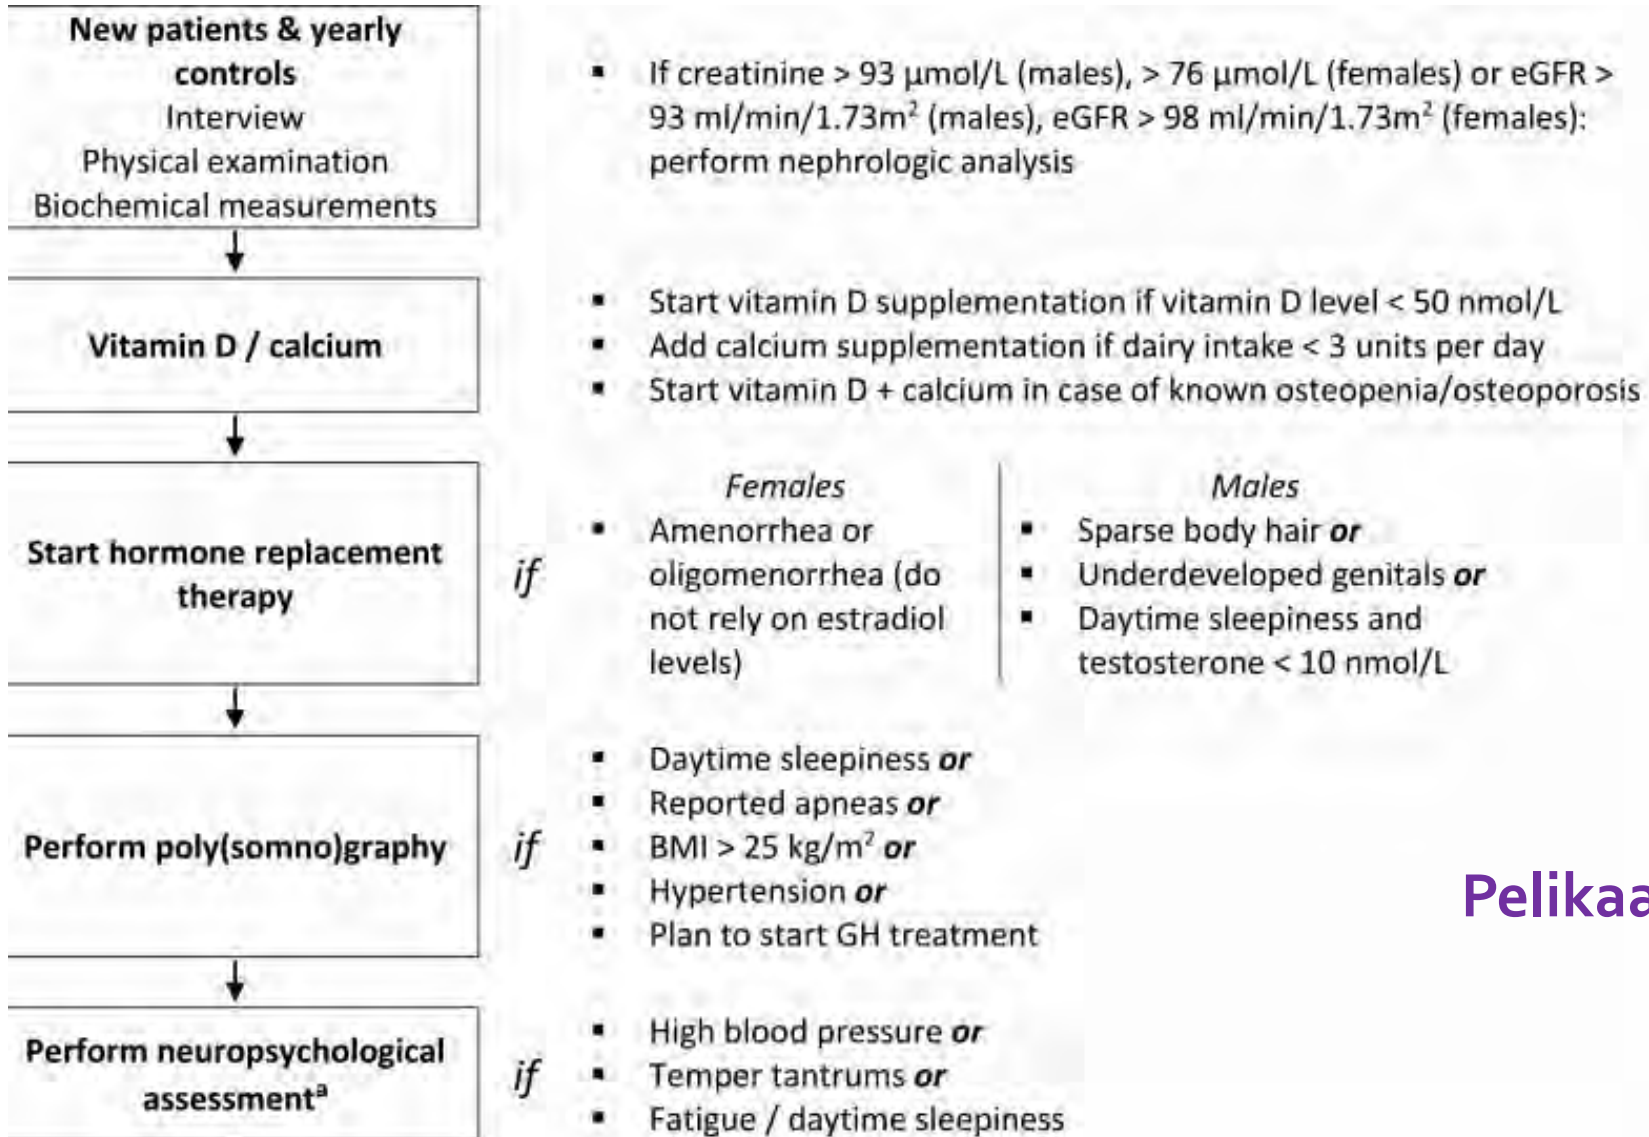 New patients & yearly
controls
Interview
Physical examination
Biochemical measurements
▪ If creatinine > 93 μmol/L (males), > 76 μmol/L (females) or eGFR >
93 ml/min/1.73m² (males), eGFR > 98 ml/min/1.73m² (females):
perform nephrologic analysis
Vitamin D / calcium
▪ Start vitamin D supplementation if vitamin D level < 50 nmol/L
▪ Add calcium supplementation if dairy intake < 3 units per day
▪ Start vitamin D + calcium in case of known osteopenia/osteoporosis
Start hormone replacement
therapy
if
Females
▪ Amenorrhea or
oligomenorrhea (do
not rely on estradiol
levels)
Males
▪ Sparse body hair or
▪ Underdeveloped genitals or
▪ Daytime sleepiness and
testosterone < 10 nmol/L
Perform poly(somno)graphy
if
▪ Daytime sleepiness or
▪ Reported apneas or
▪ BMI > 25 kg/m² or
▪ Hypertension or
▪ Plan to start GH treatment
Pelikaa
Perform neuropsychological
assessmentᵃ
if
▪ High blood pressure or
▪ Temper tantrums or
▪ Fatigue / daytime sleepiness